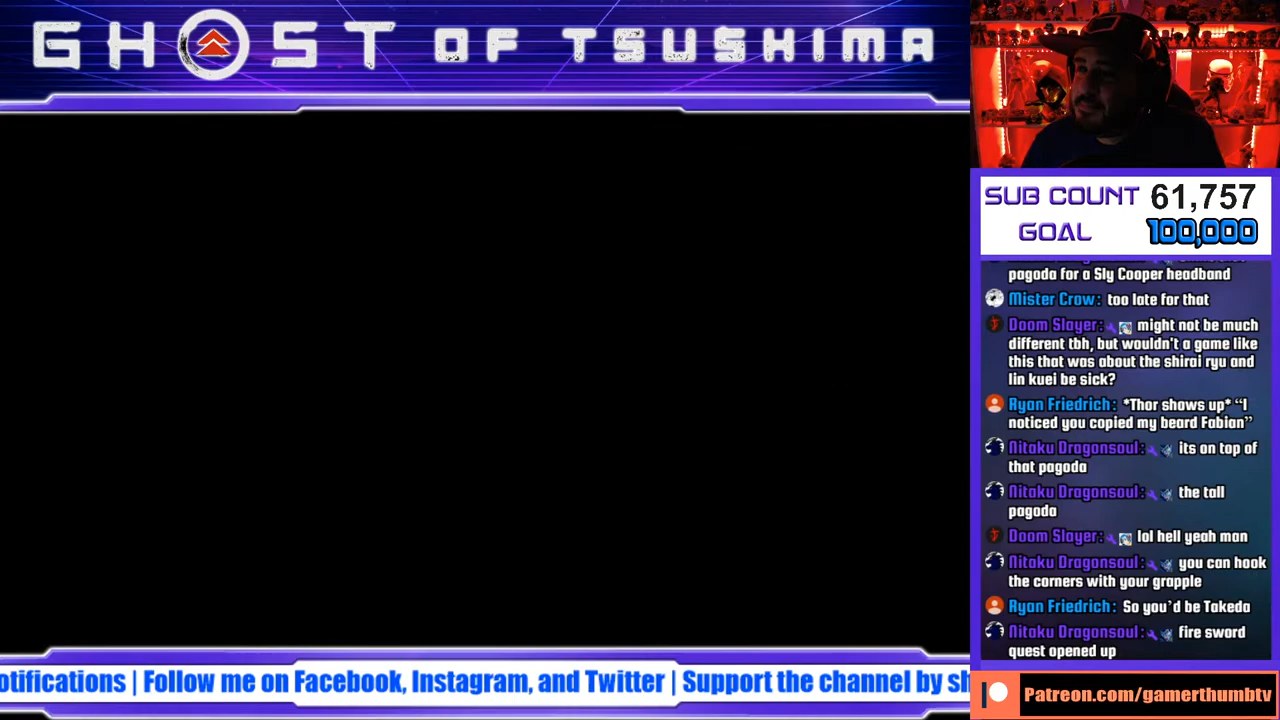 GHOST OF TSUSHIMA
SUB COUNT 61,757
GOAL 100,000
pagoda for a Sly Cooper headband
Mister Crow: too late for that
Doom Slayer: might not be much
different tbh, but wouldn't a game like
this that was about the shirai ryu and
lin kuei be sick?
Ryan Friedrich: *Thor shows up* “I
noticed you copied my beard Fabian”
Nitaku Dragonsoul: its on top of
that pagoda
Nitaku Dragonsoul: the tall
pagoda
Doom Slayer: lol hell yeah man
Nitaku Dragonsoul: you can hook
the corners with your grapple
Ryan Friedrich: So you’d be Takeda
Nitaku Dragonsoul: fire sword
quest opened up
otifications | Follow me on Facebook, Instagram, and Twitter | Support the channel by sh
Patreon.com/gamerthumbtv